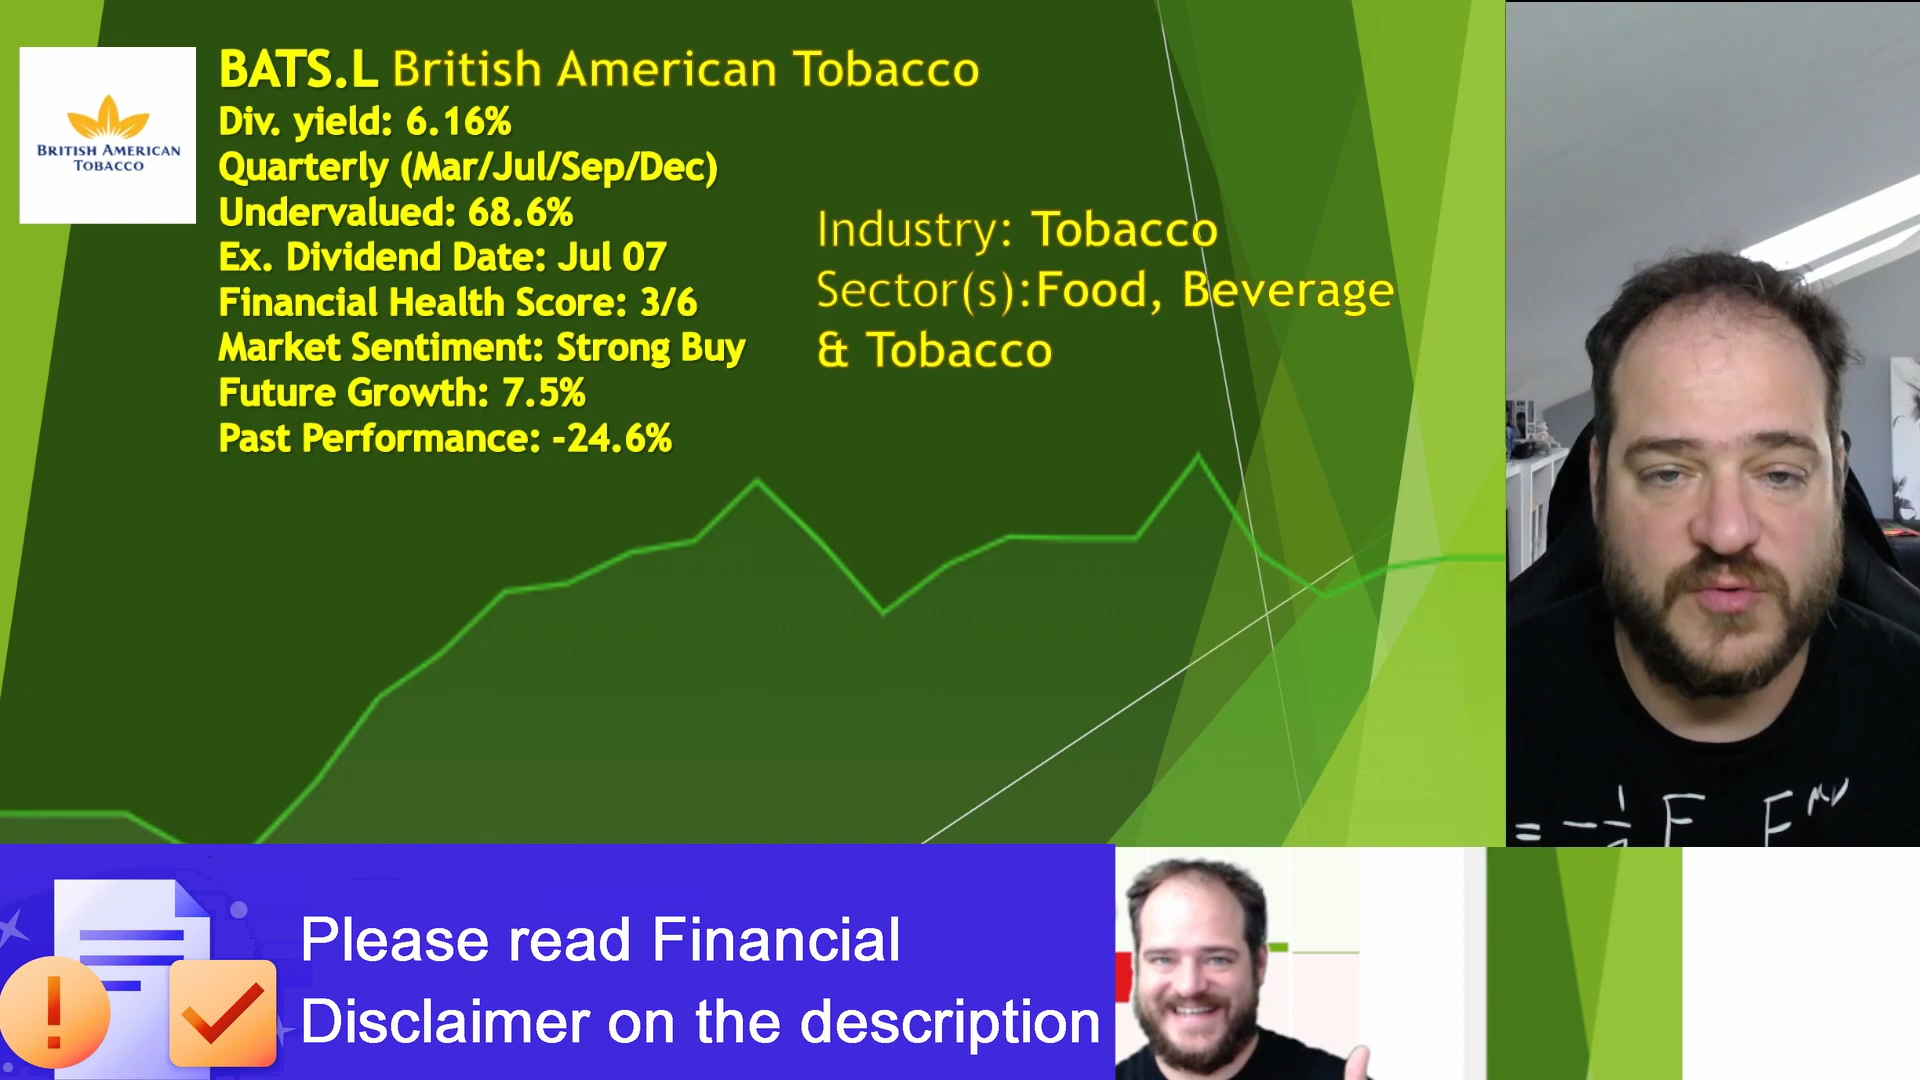 BRITISH AMERICAN
TOBACCO
BATS.L British American Tobacco
Div. yield: 6.16%
Quarterly (Mar/Jul/Sep/Dec)
Undervalued: 68.6%
Ex. Dividend Date: Jul 07
Financial Health Score: 3/6
Market Sentiment: Strong Buy
Future Growth: 7.5%
Past Performance: -24.6%
Industry: Tobacco
Sector(s):Food, Beverage
& Tobacco
Please read Financial
Disclaimer on the description